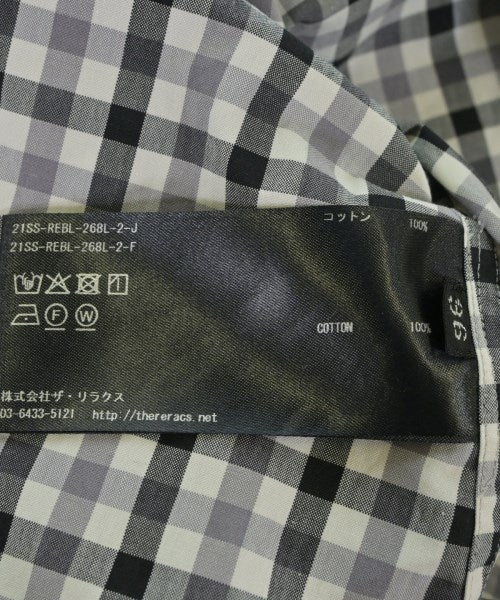 21SS-REBL-268L-2-J
21SS-REBL-268L-2-F
コットン 100%
COTTON 100%
F W
株式会社ザ・リラクス
03-6433-5121 http://thereracs.net